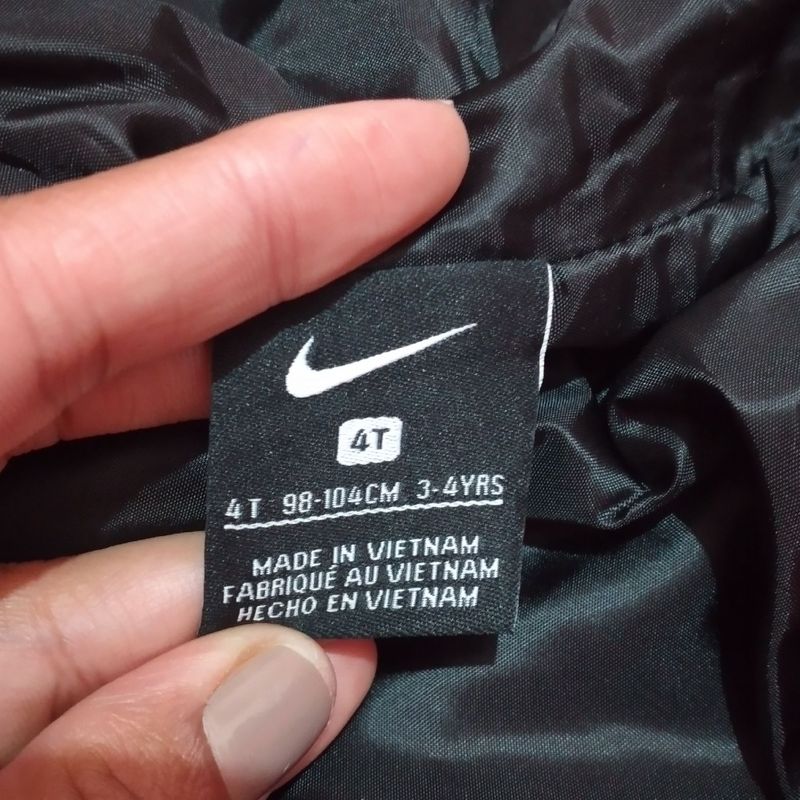 4T
4T 98-104CM 3-4YRS
MADE IN VIETNAM
FABRIQUÉ AU VIETNAM
HECHO EN VIETNAM